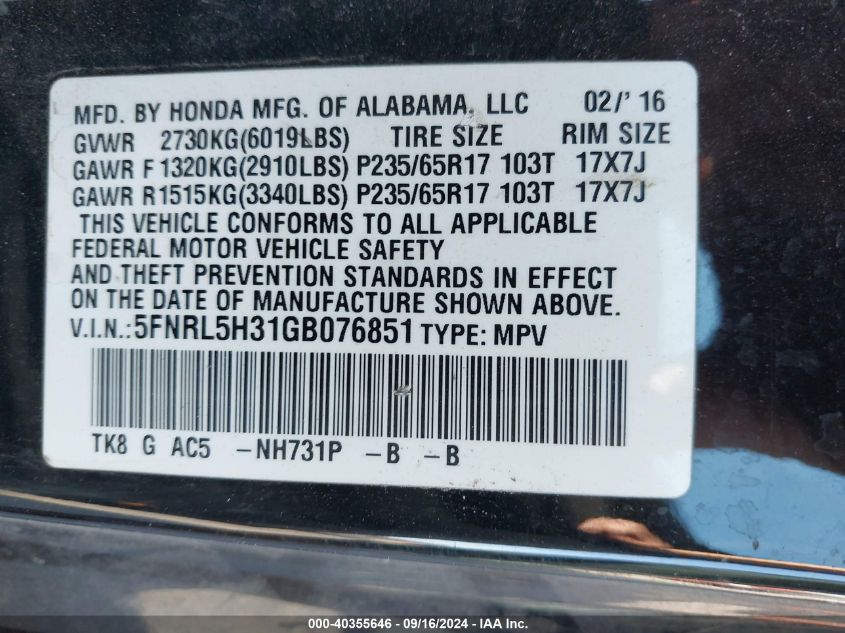 MFD. BY HONDA MFG. OF ALABAMA, LLC 02/'16
GVWR 2730KG(6019LBS) TIRE SIZE RIM SIZE
GAWR F1320KG(2910LBS) P235/65R17 103T 17X7J
GAWR R1515KG(3340LBS) P235/65R17 103T 17X7J
THIS VEHICLE CONFORMS TO ALL APPLICABLE
FEDERAL MOTOR VEHICLE SAFETY
AND THEFT PREVENTION STANDARDS IN EFFECT
ON THE DATE OF MANUFACTURE SHOWN ABOVE.
V.I.N.:5FNRL5H31GB076851 TYPE: MPV
TK8 G AC5 -NH731P -B -B
000-40355646 - 09/16/2024 - IAA Inc.